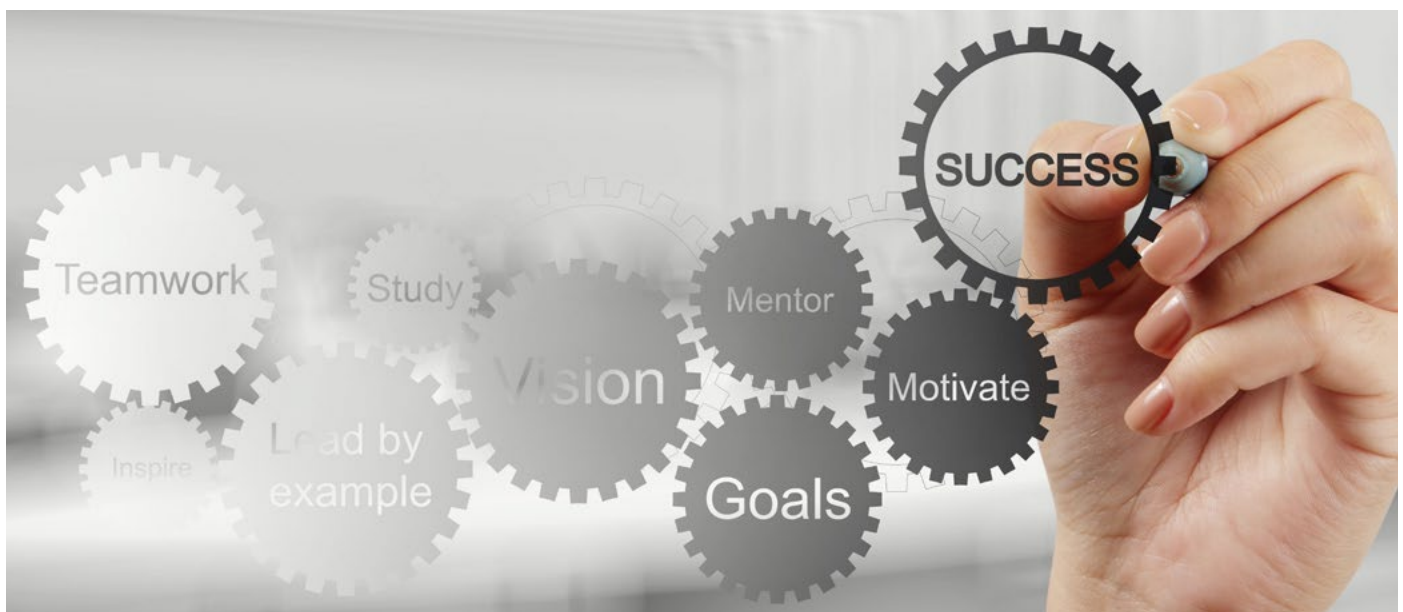 SUCCESS
Teamwork
Study
Mentor
Vision
Motivate
Lead by
example
Inspire
Goals